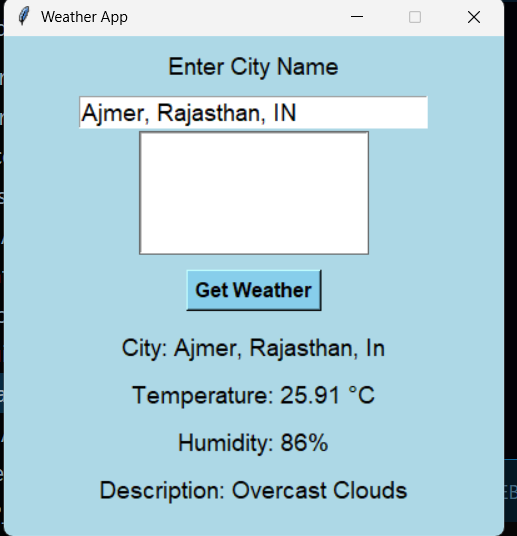 Weather App
Enter City Name
Ajmer, Rajasthan, IN
Get Weather
City: Ajmer, Rajasthan, In
Temperature: 25.91 °C
Humidity: 86%
Description: Overcast Clouds